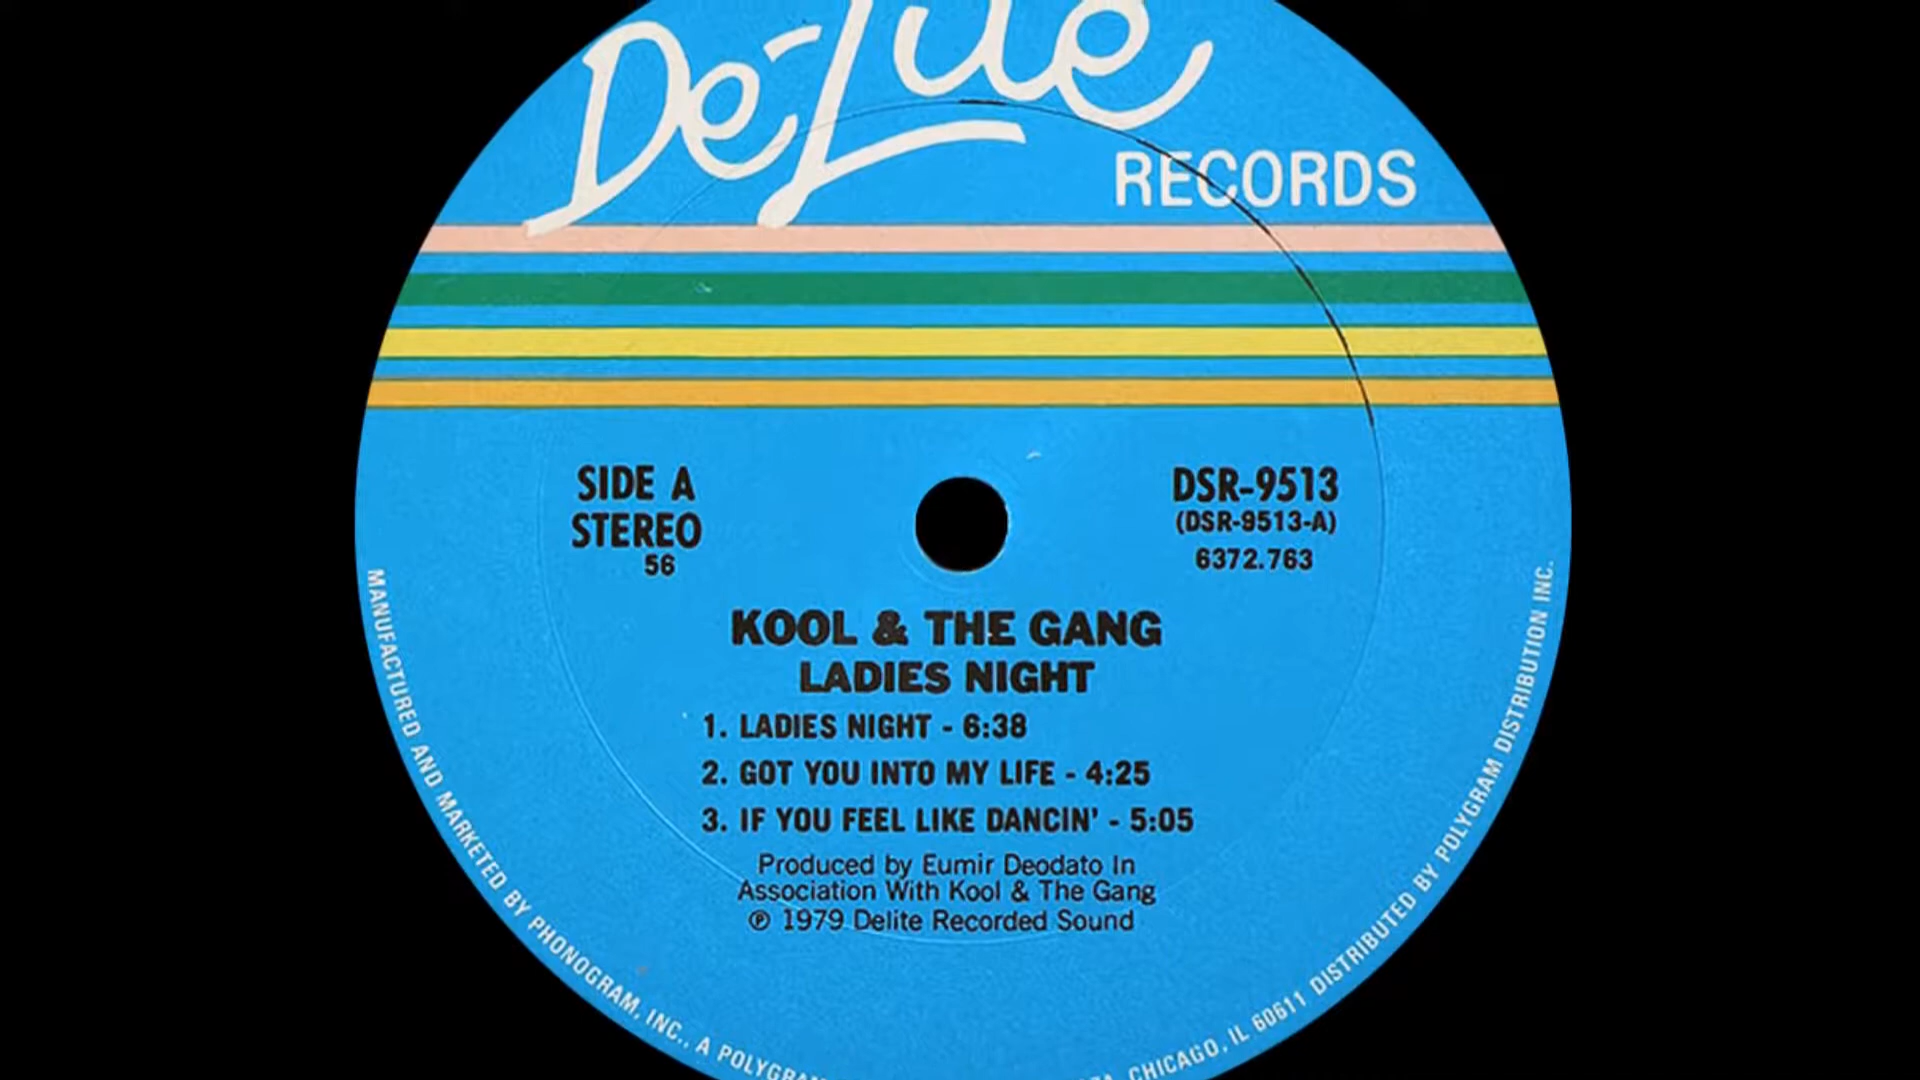 De-Lite
RECORDS
SIDE A
STEREO
56
DSR-9513
(DSR-9513-A)
6372.763
KOOL & THE GANG
LADIES NIGHT
1. LADIES NIGHT - 6:38
2. GOT YOU INTO MY LIFE - 4:25
3. IF YOU FEEL LIKE DANCIN' - 5:05
Produced by Eumir Deodato In
Association With Kool & The Gang
℗ 1979 Delite Recorded Sound
MANUFACTURED AND MARKETED BY PHONOGRAM, INC., A
CHICAGO, IL 60611 DISTRIBUTED BY POLYGRAM DISTRIBUTION INC.